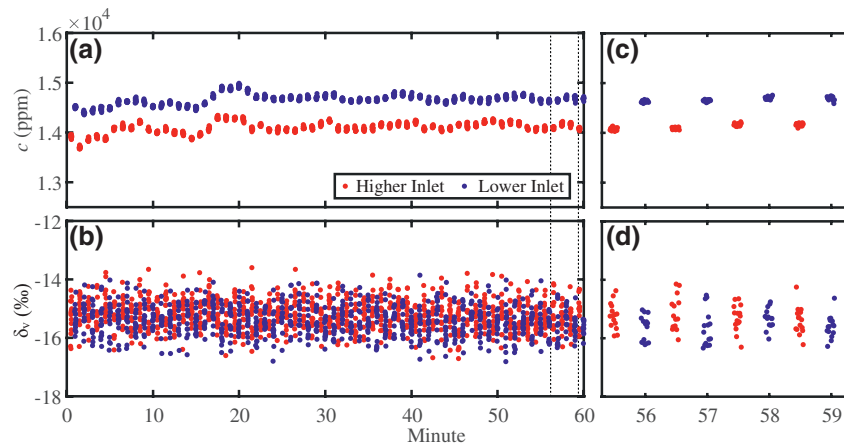 ×10⁴
1.6
1.5
1.4
1.3
c (ppm)
(a)
(c)
Higher Inlet Lower Inlet
-12
-14
-16
-18
δᵥ (‰)
(b)
(d)
0 10 20 30 40 50 60
56 57 58 59
Minute